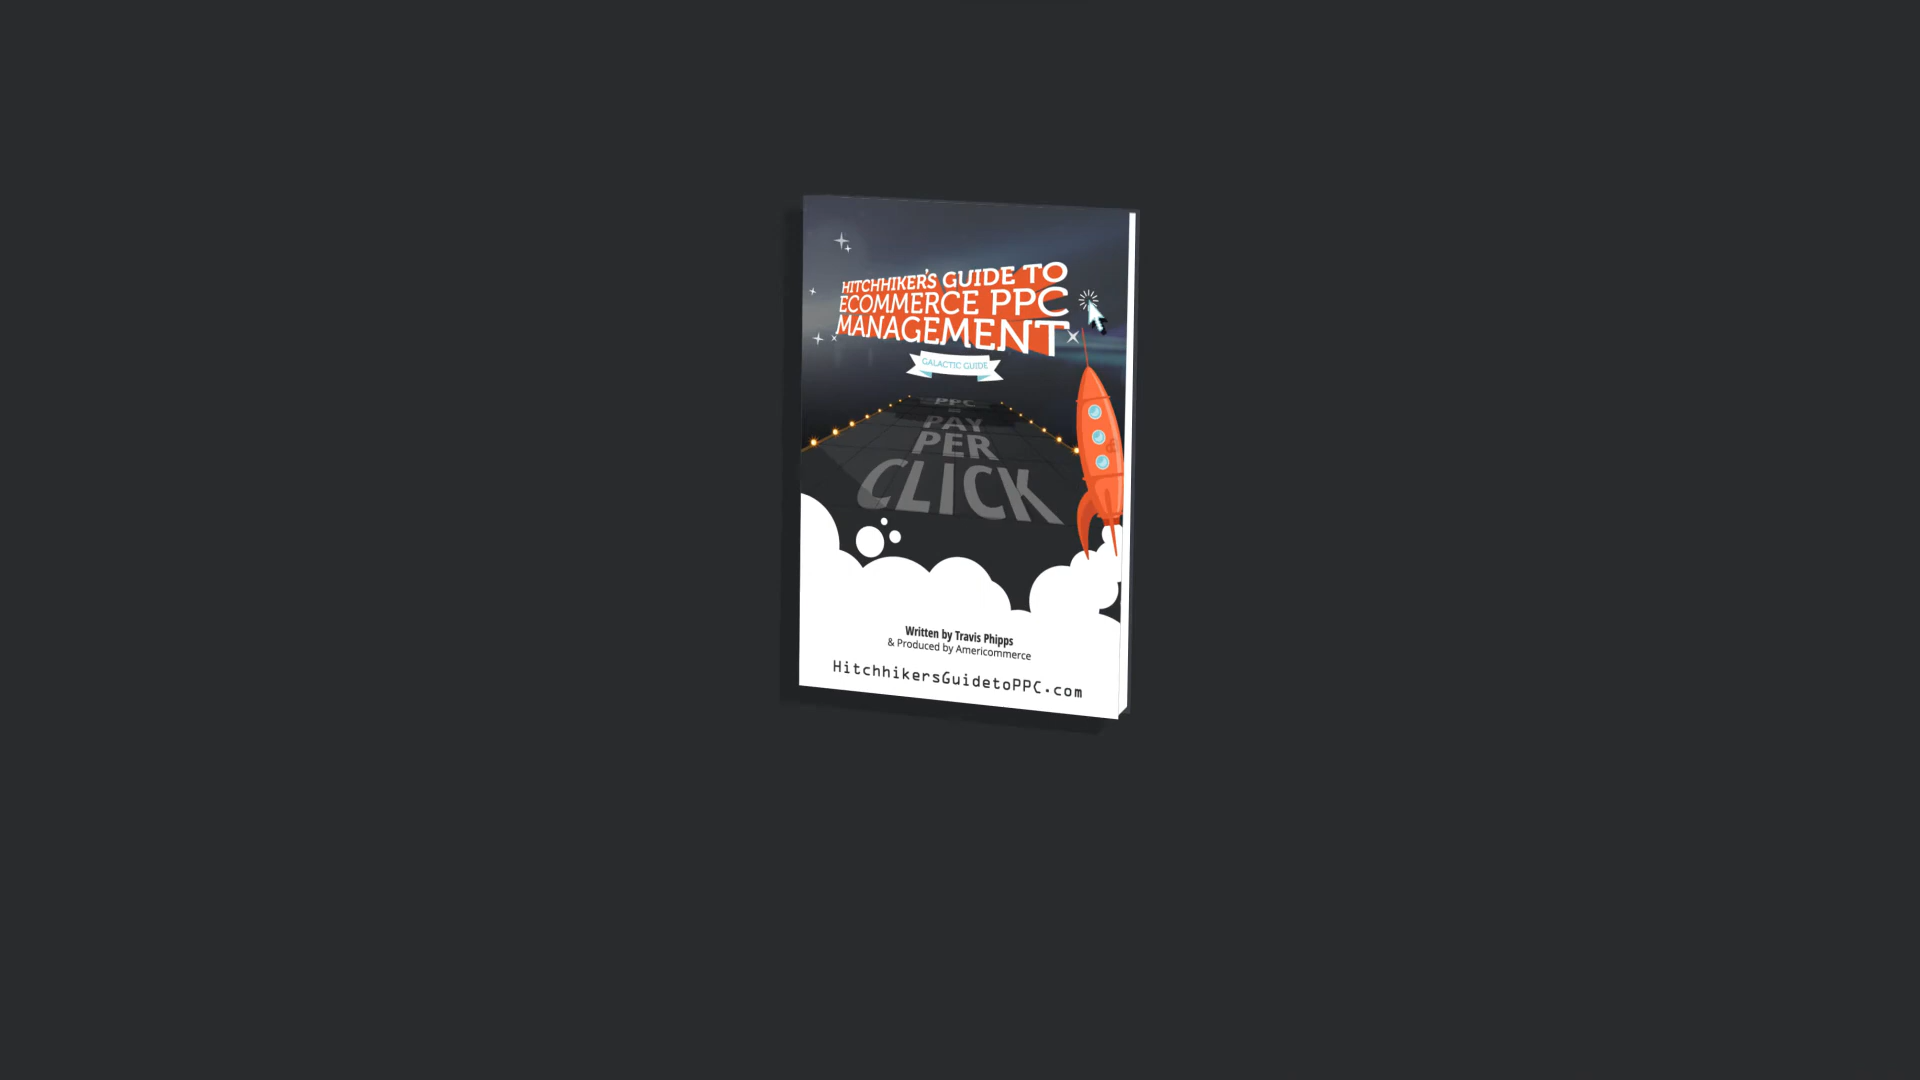 HITCHHIKER'S GUIDE TO
ECOMMERCE PPC
MANAGEMENT
GALACTIC GUIDE
PPC
=
PAY
PER
CLICK
Written by Travis Phipps
& Produced by Americommerce
HitchhikersGuidetoPPC.com